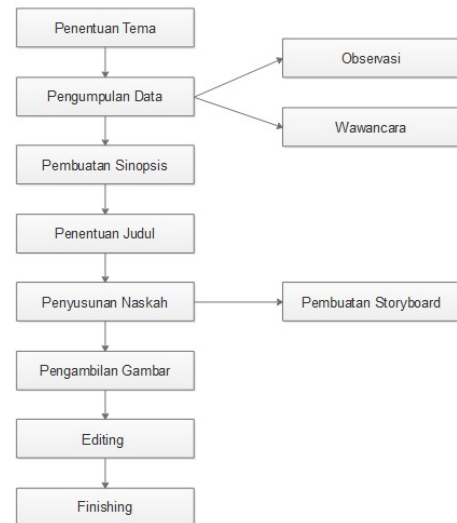 Penentuan Tema
Observasi
Pengumpulan Data
Wawancara
Pembuatan Sinopsis
Penentuan Judul
Penyusunan Naskah
Pembuatan Storyboard
Pengambilan Gambar
Editing
Finishing